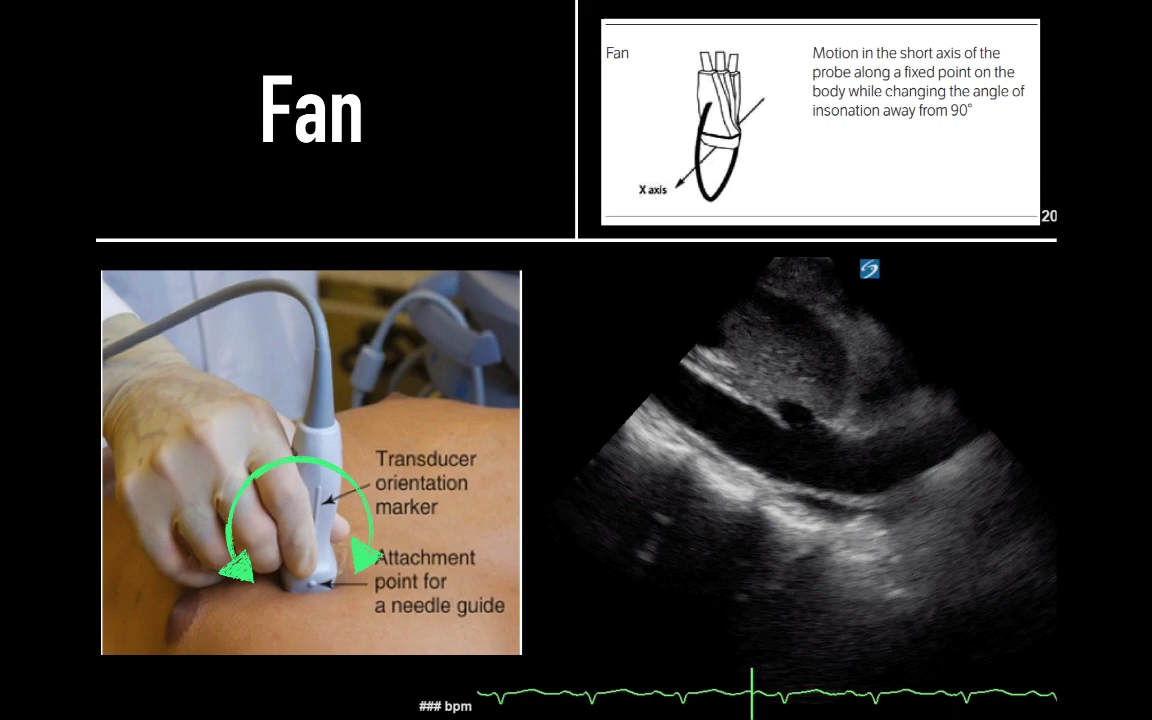 Fan
Fan
Motion in the short axis of the
probe along a fixed point on the
body while changing the angle of
insonation away from 90°
X axis
20
Transducer
orientation
marker
Attachment
point for
a needle guide
### bpm